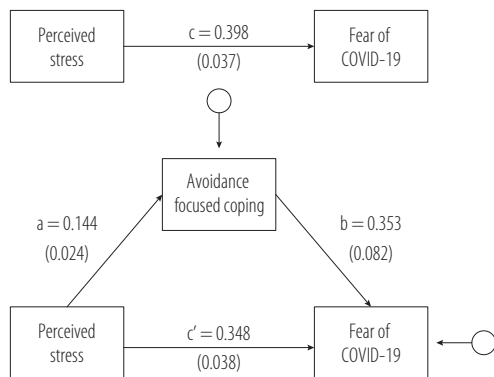 Perceived
stress
c = 0.398
(0.037)
Fear of
COVID-19
Avoidance
focused coping
a = 0.144
(0.024)
b = 0.353
(0.082)
Perceived
stress
c’ = 0.348
(0.038)
Fear of
COVID-19